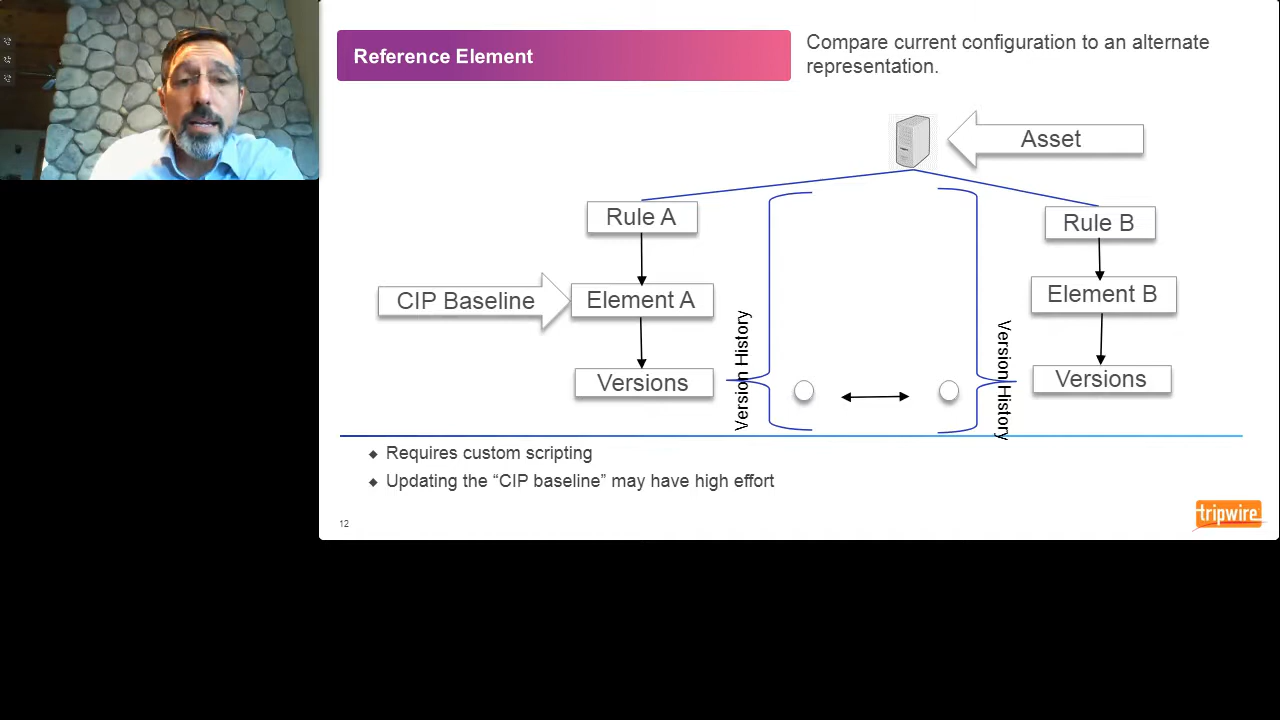 Reference Element
Compare current configuration to an alternate
representation.
Asset
Rule A
Rule B
CIP Baseline
Element A
Element B
Version History
Version History
Versions
Versions
Requires custom scripting
Updating the “CIP baseline” may have high effort
12
tripwire